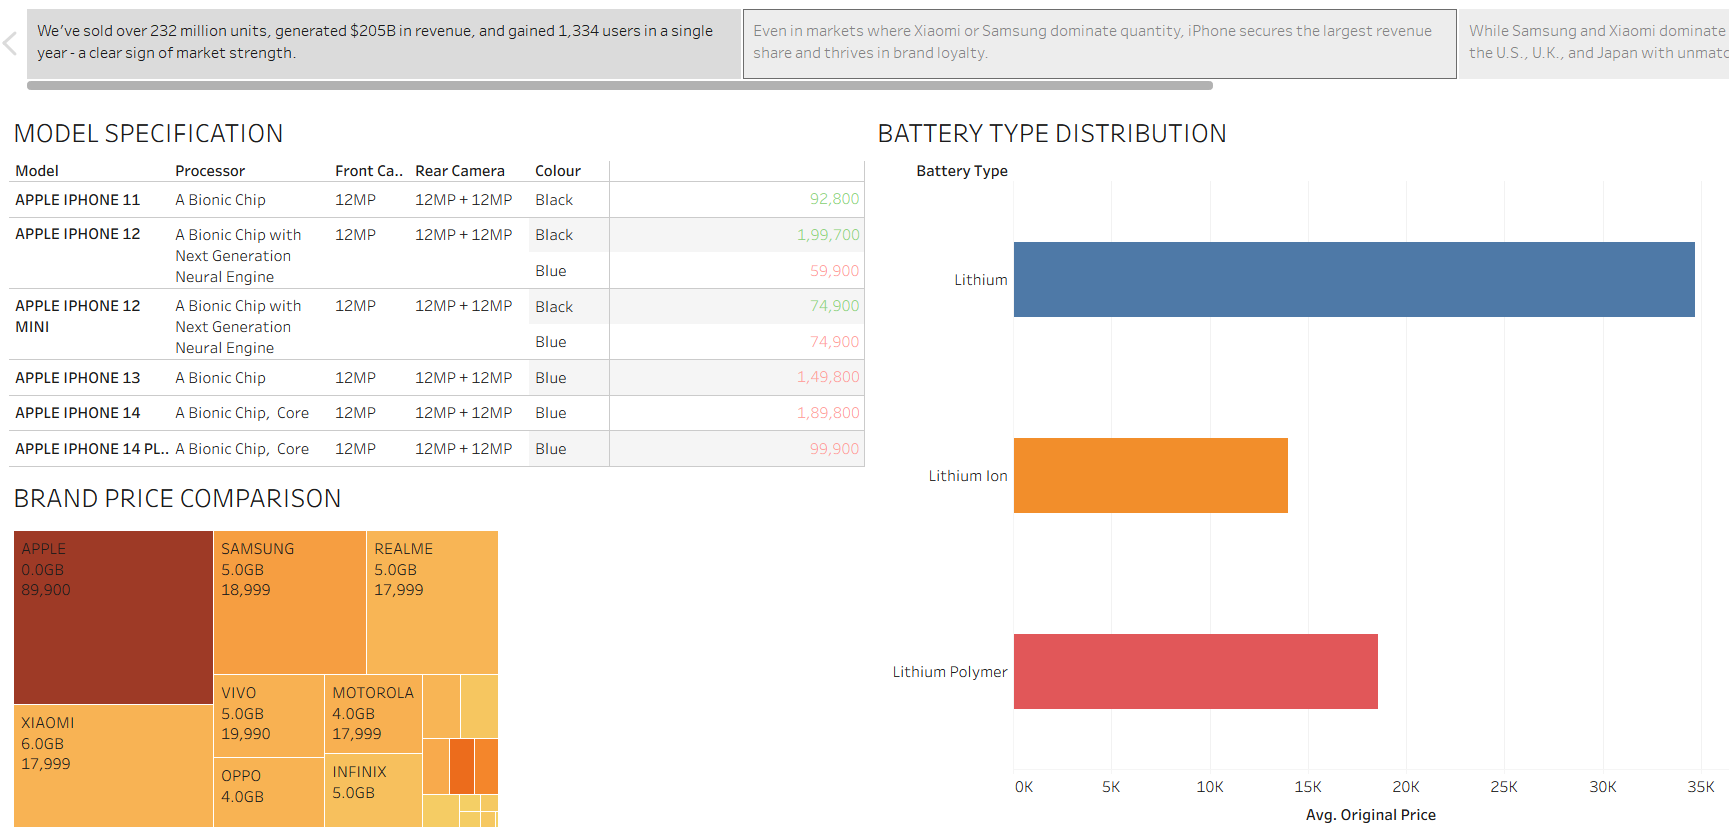 We've sold over 232 million units, generated $205B in revenue, and gained 1,334 users in a single
year - a clear sign of market strength.
Even in markets where Xiaomi or Samsung dominate quantity, iPhone secures the largest revenue
share and thrives in brand loyalty.
While Samsung and Xiaomi dominate
the U.S., U.K., and Japan with unmatc
MODEL SPECIFICATION
Model Processor Front Ca.. Rear Camera Colour
APPLE IPHONE 11 A Bionic Chip 12MP 12MP + 12MP Black 92,800
APPLE IPHONE 12 A Bionic Chip with 12MP 12MP + 12MP Black 1,99,700
Next Generation
Neural Engine Blue 59,900
APPLE IPHONE 12 A Bionic Chip with 12MP 12MP + 12MP Black 74,900
MINI Next Generation
Neural Engine Blue 74,900
APPLE IPHONE 13 A Bionic Chip 12MP 12MP + 12MP Blue 1,49,800
APPLE IPHONE 14 A Bionic Chip, Core 12MP 12MP + 12MP Blue 1,89,800
APPLE IPHONE 14 PL.. A Bionic Chip, Core 12MP 12MP + 12MP Blue 99,900
BRAND PRICE COMPARISON
APPLE
0.0GB
89,900
XIAOMI
6.0GB
17,999
SAMSUNG
5.0GB
18,999
REALME
5.0GB
17,999
VIVO
5.0GB
19,990
OPPO
4.0GB
MOTOROLA
4.0GB
17,999
INFINIX
5.0GB
BATTERY TYPE DISTRIBUTION
Battery Type
Lithium
Lithium Ion
Lithium Polymer
0K 5K 10K 15K 20K 25K 30K 35K
Avg. Original Price